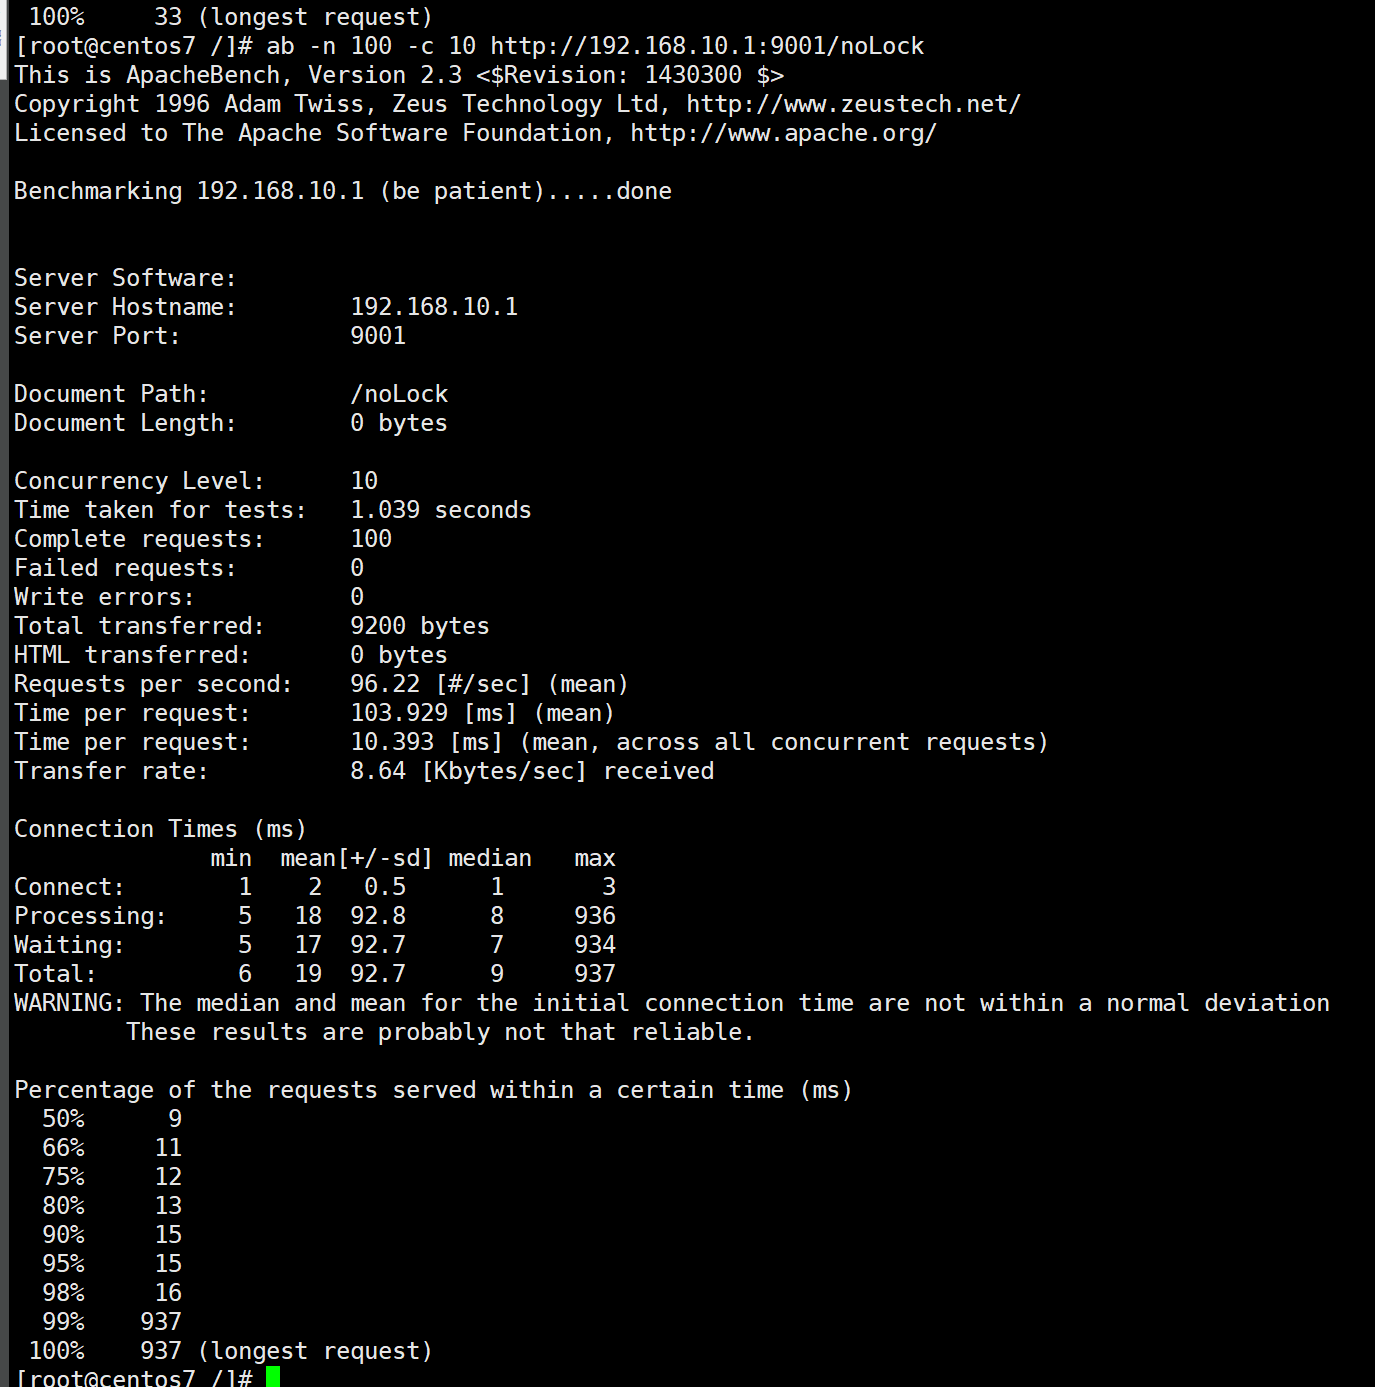 100%     33 (longest request)
[root@centos7 /]# ab -n 100 -c 10 http://192.168.10.1:9001/noLock
This is ApacheBench, Version 2.3 <$Revision: 1430300 $>
Copyright 1996 Adam Twiss, Zeus Technology Ltd, http://www.zeustech.net/
Licensed to The Apache Software Foundation, http://www.apache.org/

Benchmarking 192.168.10.1 (be patient).....done


Server Software:
Server Hostname:        192.168.10.1
Server Port:            9001

Document Path:          /noLock
Document Length:        0 bytes

Concurrency Level:      10
Time taken for tests:   1.039 seconds
Complete requests:      100
Failed requests:        0
Write errors:           0
Total transferred:      9200 bytes
HTML transferred:       0 bytes
Requests per second:    96.22 [#/sec] (mean)
Time per request:       103.929 [ms] (mean)
Time per request:       10.393 [ms] (mean, across all concurrent requests)
Transfer rate:          8.64 [Kbytes/sec] received

Connection Times (ms)
              min  mean[+/-sd] median   max
Connect:        1    2   0.5      1       3
Processing:     5   18  92.8      8     936
Waiting:        5   17  92.7      7     934
Total:          6   19  92.7      9     937
WARNING: The median and mean for the initial connection time are not within a normal deviation
        These results are probably not that reliable.

Percentage of the requests served within a certain time (ms)
  50%      9
  66%     11
  75%     12
  80%     13
  90%     15
  95%     15
  98%     16
  99%    937
 100%    937 (longest request)
[root@centos7 /]#